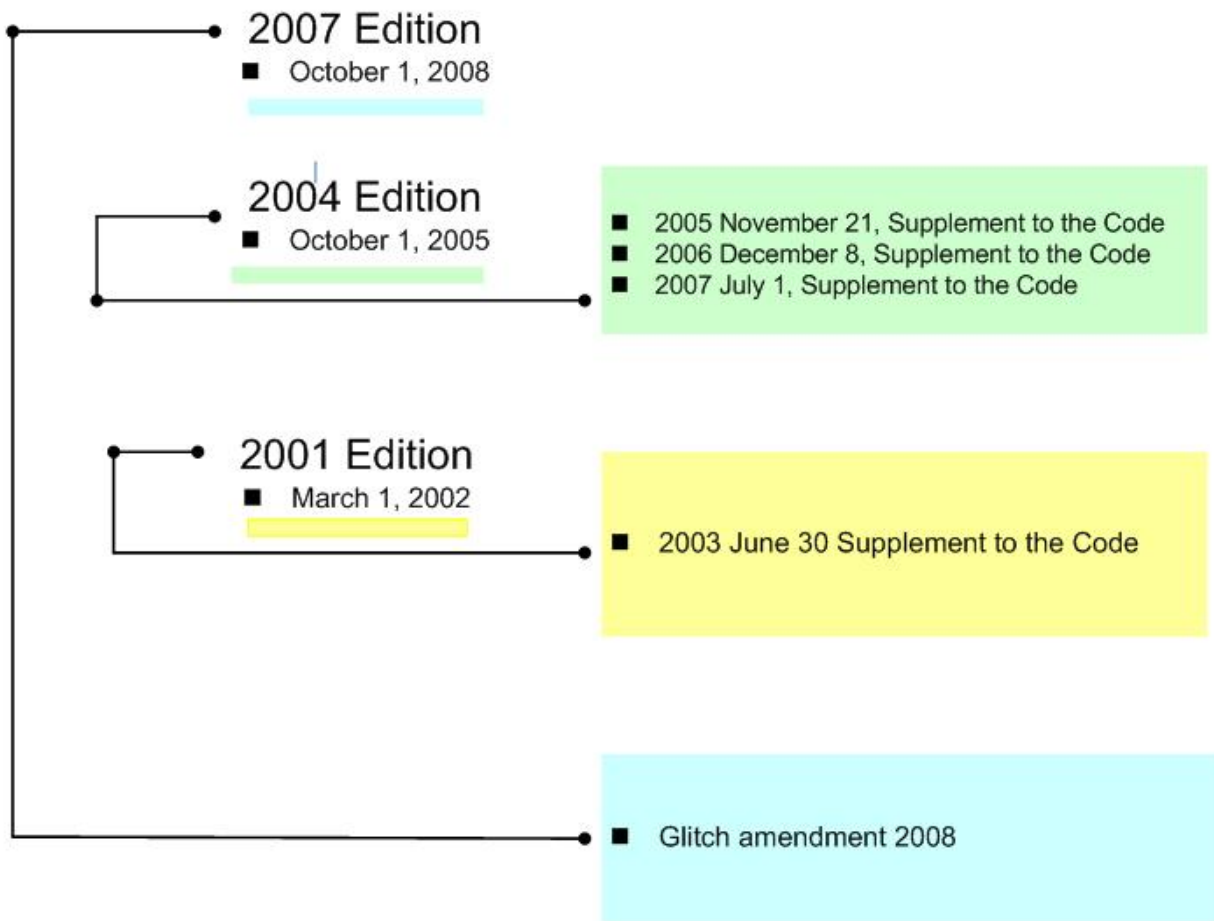 2007 Edition
■ October 1, 2008
2004 Edition
■ October 1, 2005
■ 2005 November 21, Supplement to the Code
■ 2006 December 8, Supplement to the Code
■ 2007 July 1, Supplement to the Code
2001 Edition
■ March 1, 2002
■ 2003 June 30 Supplement to the Code
■ Glitch amendment 2008